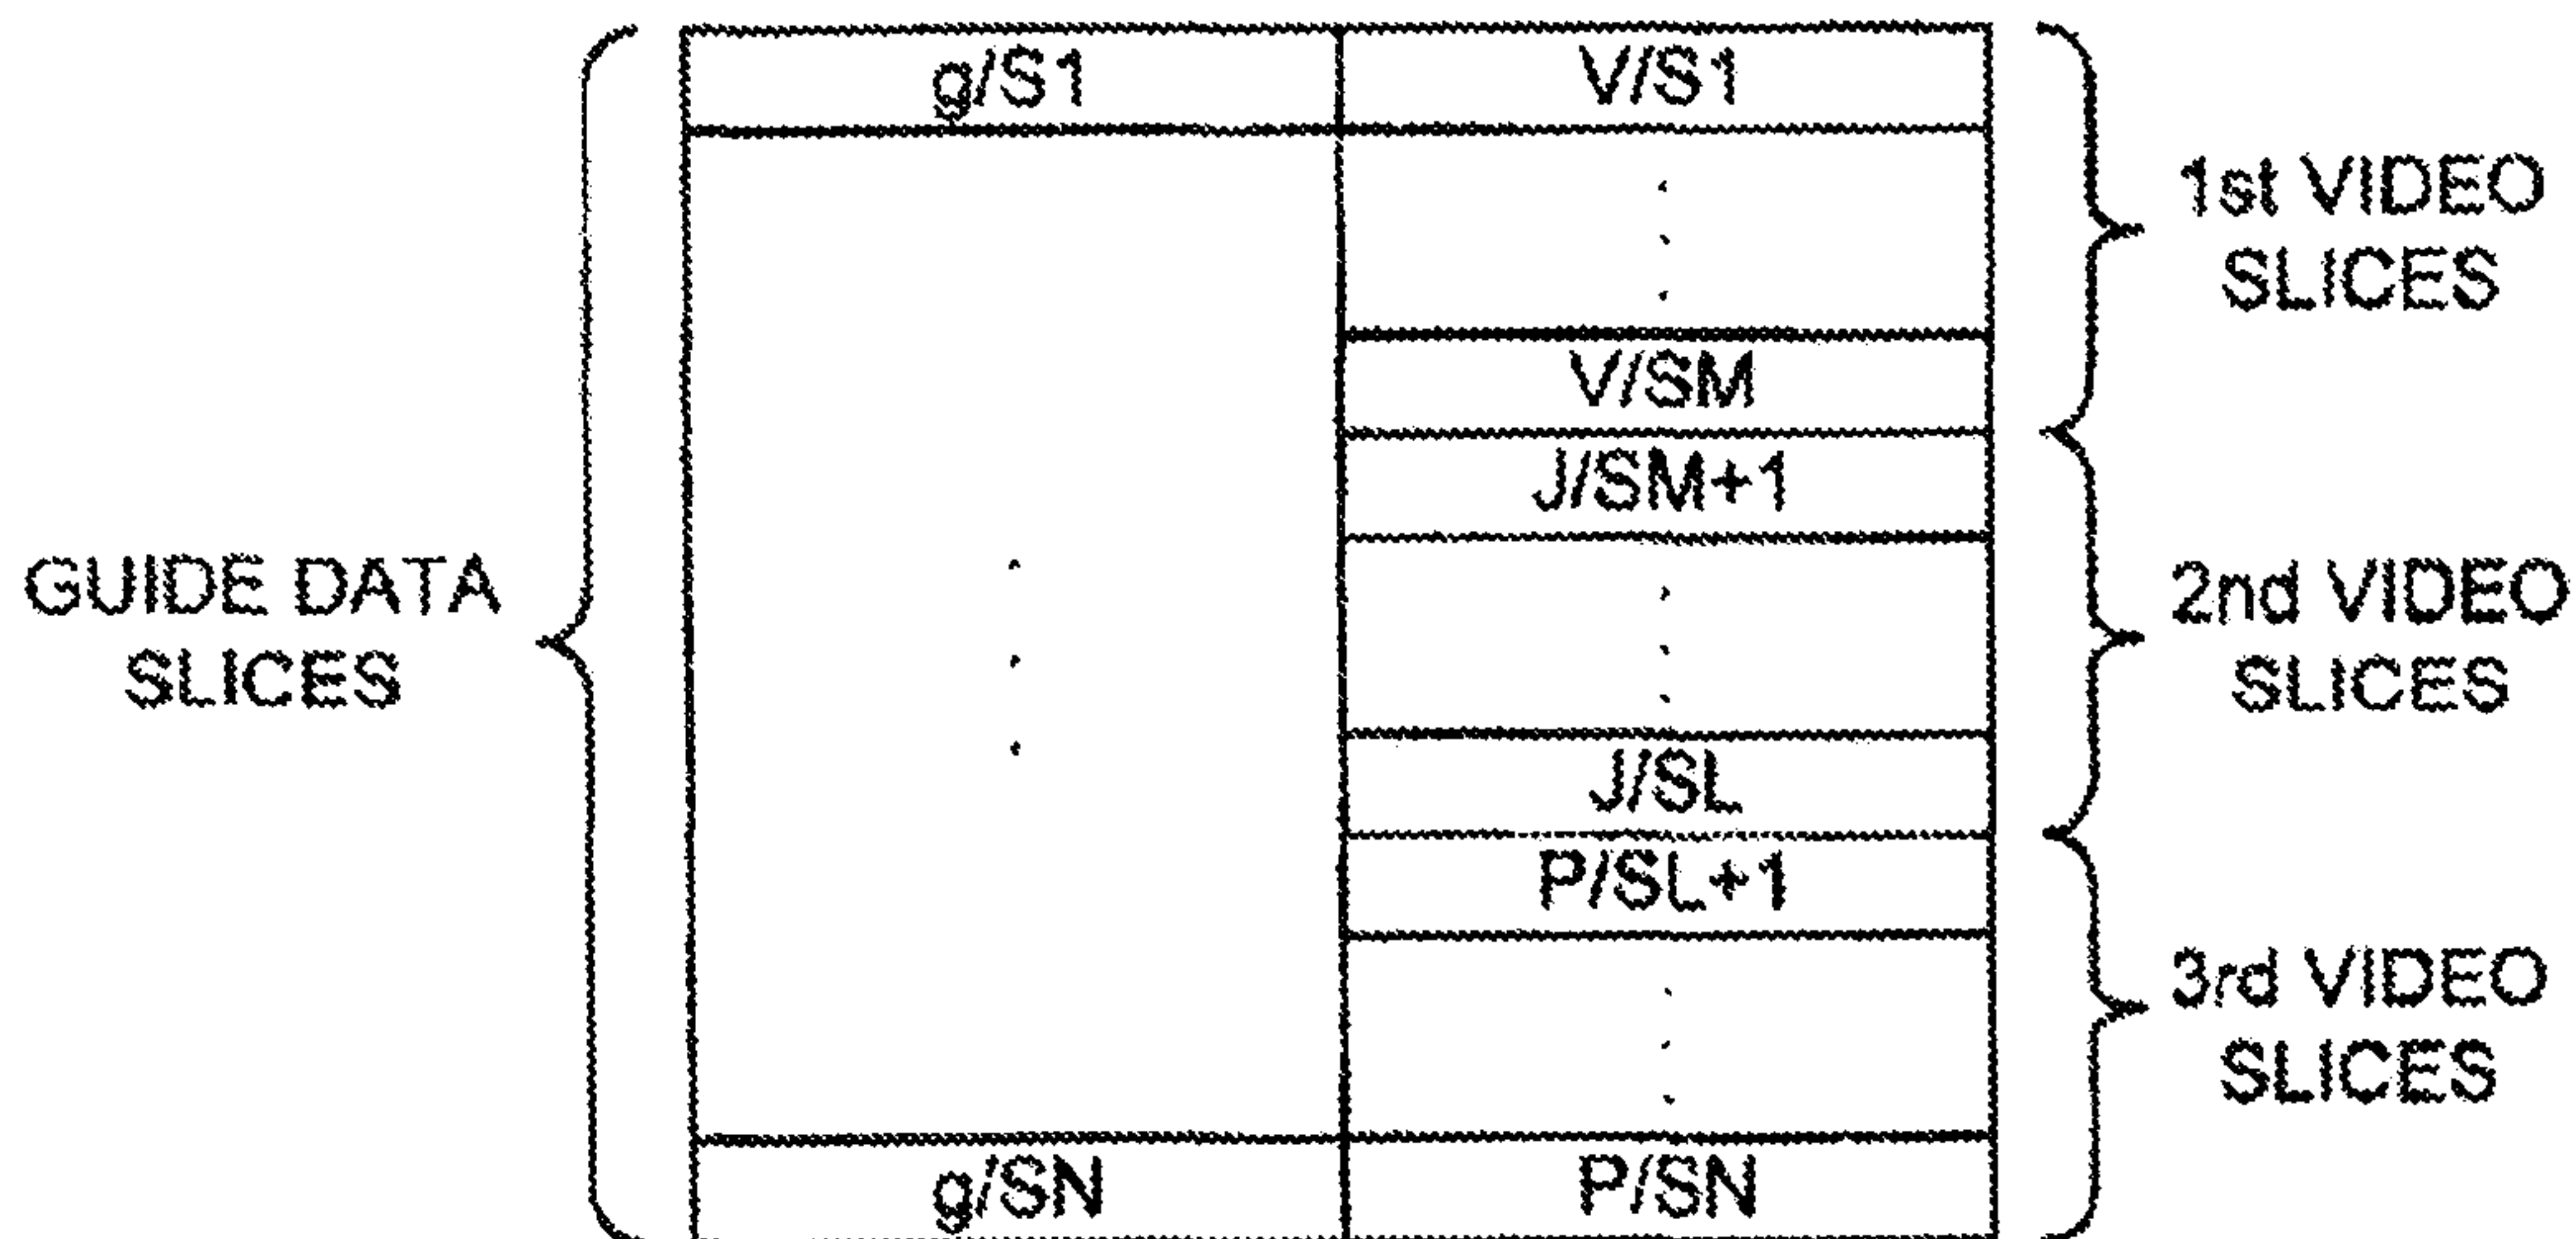 g/S1
V/S1
1st VIDEO
SLICES
V/SM
J/SM+1
GUIDE DATA
SLICES
2nd VIDEO
SLICES
J/SL
P/SL+1
3rd VIDEO
SLICES
g/SN
P/SN